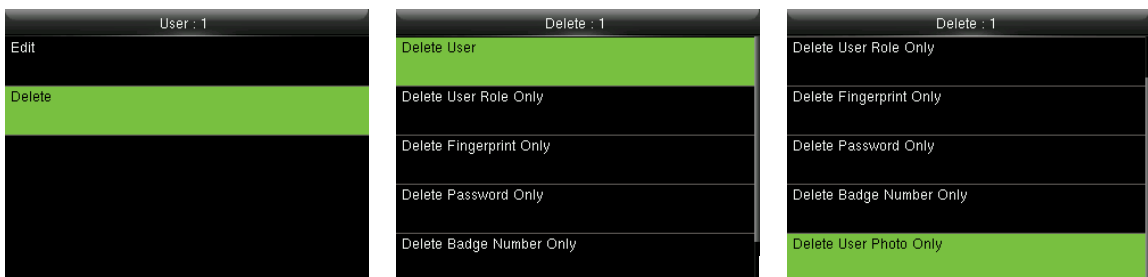 User : 1
Edit
Delete
Delete : 1
Delete User
Delete User Role Only
Delete Fingerprint Only
Delete Password Only
Delete Badge Number Only
Delete : 1
Delete User Role Only
Delete Fingerprint Only
Delete Password Only
Delete Badge Number Only
Delete User Photo Only